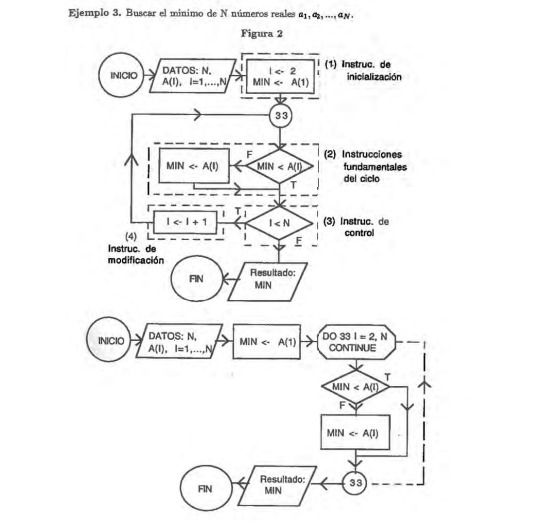 Ejemplo 3. Buscar el mínimo de N números reales a₁, a₂, ..., aN.
Figura 2
INICIO
DATOS: N,
A(I), I=1,...,N
I <- 2
MIN <- A(1)
(1) Instruc. de
inicialización
33
MIN <- A(I)
F
MIN < A(I)
T
(2) Instrucciones
fundamentales
del ciclo
I <- I + 1
T
I < N
F
(3) Instruc. de
control
(4)
Instruc. de
modificación
FIN
Resultado:
MIN
INICIO
DATOS: N,
A(I), I=1,...,N
MIN <- A(1)
DO 33 I = 2, N
CONTINUE
MIN < A(I)
T
F
MIN <- A(I)
33
Resultado:
MIN
FIN